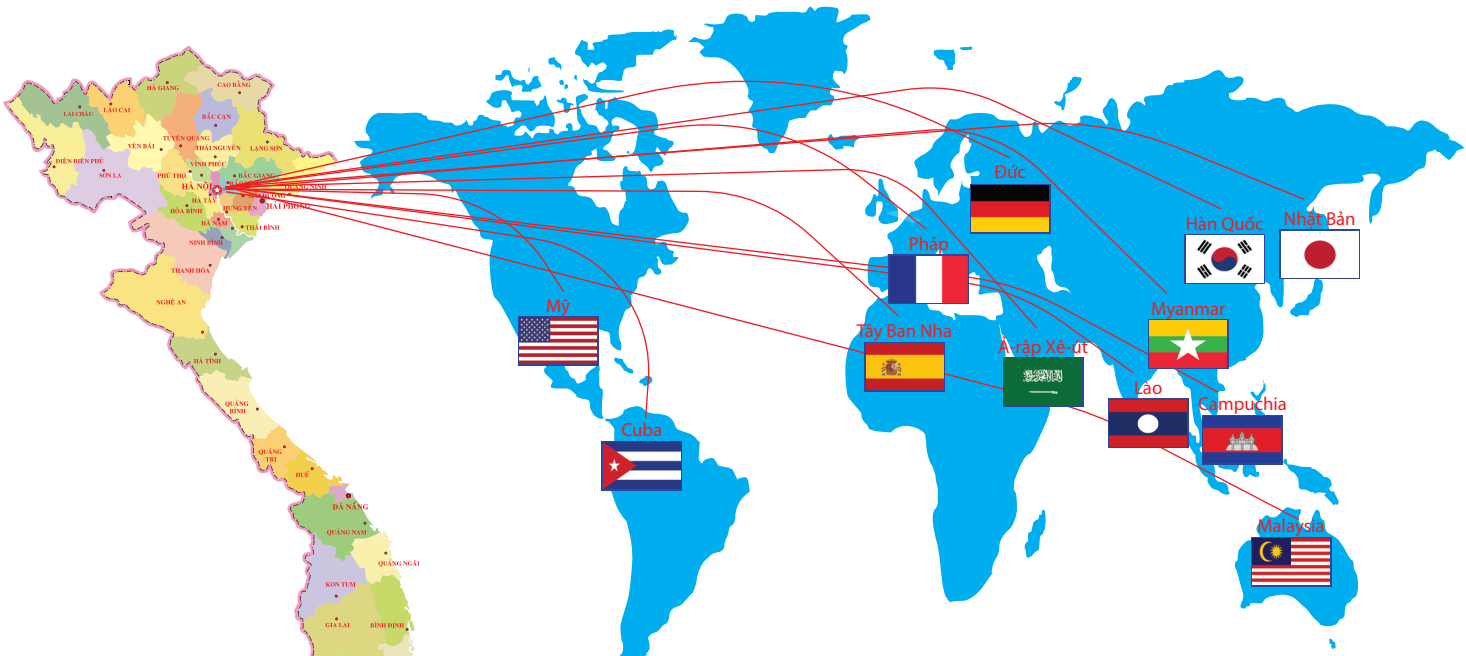 HÀ GIANG
CAO BẰNG
LAI CHÂU
LÀO CAI
BẮC CẠN
TUYÊN QUANG
YÊN BÁI
THÁI NGUYÊN
LẠNG SƠN
ĐIỆN BIÊN PHỦ
VĨNH PHÚC
SƠN LA
PHÚ THỌ
BẮC GIANG
HÀ NỘI
QUẢNG NINH
HÀ TÂY
HẢI PHÒNG
HÒA BÌNH
HƯNG YÊN
HÀ NAM
THÁI BÌNH
NINH BÌNH
THANH HÓA
NGHỆ AN
HÀ TĨNH
QUẢNG
BÌNH
QUẢNG
TRỊ
HUẾ
ĐÀ NẴNG
QUẢNG NAM
QUẢNG NGÃI
KON TUM
GIA LAI
BÌNH ĐỊNH
Mỹ
Cuba
Đức
Pháp
Tây Ban Nha
Ả-rập Xê-út
Hàn Quốc
Nhật Bản
Myanmar
Lào
Campuchia
Malaysia